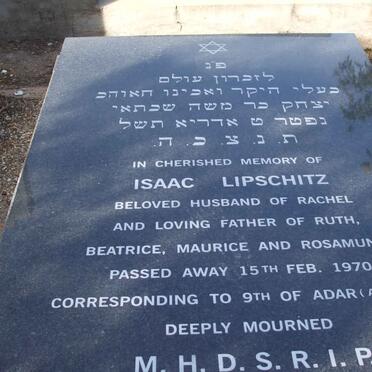 פ״נ
לזכרון עולם
בעלי היקר ואבינו האוהב
יצחק בר משה שבתאי
נפטר ט אדריא תשל
ת. נ. צ. ב. ה.
IN CHERISHED MEMORY OF
ISAAC LIPSCHITZ
BELOVED HUSBAND OF RACHEL
AND LOVING FATHER OF RUTH,
BEATRICE, MAURICE AND ROSAMUN
PASSED AWAY 15TH FEB. 1970
CORRESPONDING TO 9TH OF ADAR (A
DEEPLY MOURNED
M. H. D. S. R. I. P.